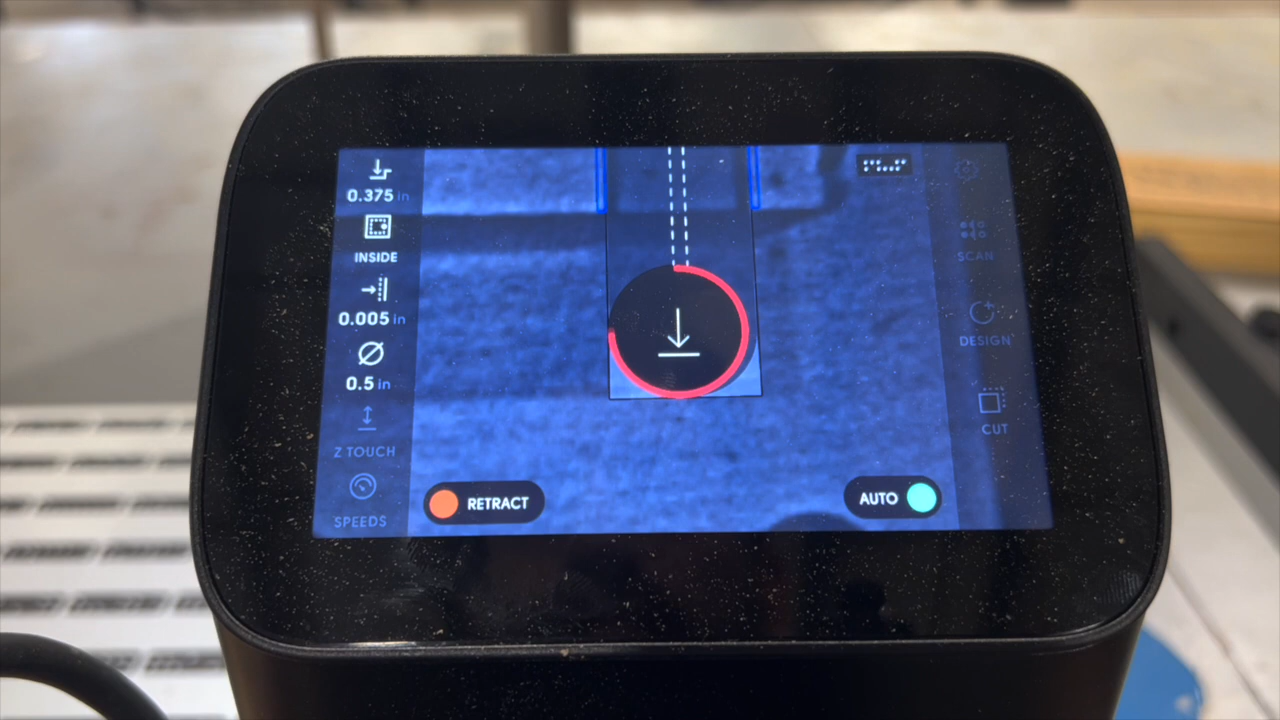 0.375 in
INSIDE
0.005 in
0.5 in
Z TOUCH
SPEEDS
RETRACT
AUTO
SCAN
DESIGN
CUT